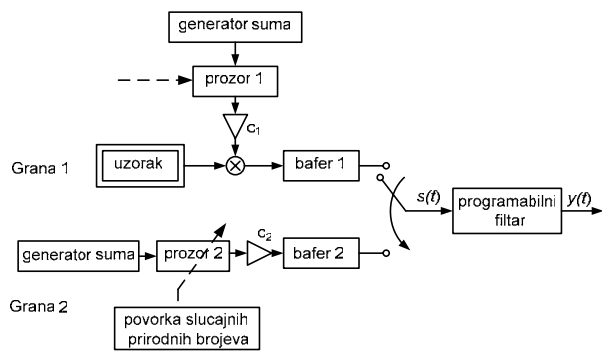 generator suma
prozor 1
c1
Grana 1
uzorak
bafer 1
s(t)
programabilni
filtar
y(t)
generator suma
prozor 2
c2
bafer 2
Grana 2
povorka slucajnih
prirodnih brojeva